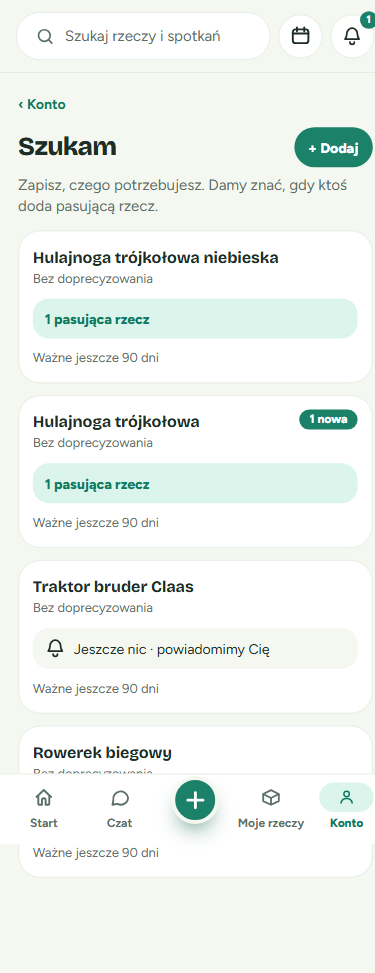 Szukaj rzeczy i spotkań
1
‹ Konto
Szukam
+ Dodaj
Zapisz, czego potrzebujesz. Damy znać, gdy ktoś
doda pasującą rzecz.
Hulajnoga trójkołowa niebieska
Bez doprecyzowania
1 pasująca rzecz
Ważne jeszcze 90 dni
Hulajnoga trójkołowa
1 nowa
Bez doprecyzowania
1 pasująca rzecz
Ważne jeszcze 90 dni
Traktor bruder Claas
Bez doprecyzowania
Jeszcze nic · powiadomimy Cię
Ważne jeszcze 90 dni
Rowerek biegowy
Bez doprecyzowania
Start
Czat
Moje rzeczy
Konto
Ważne jeszcze 90 dni